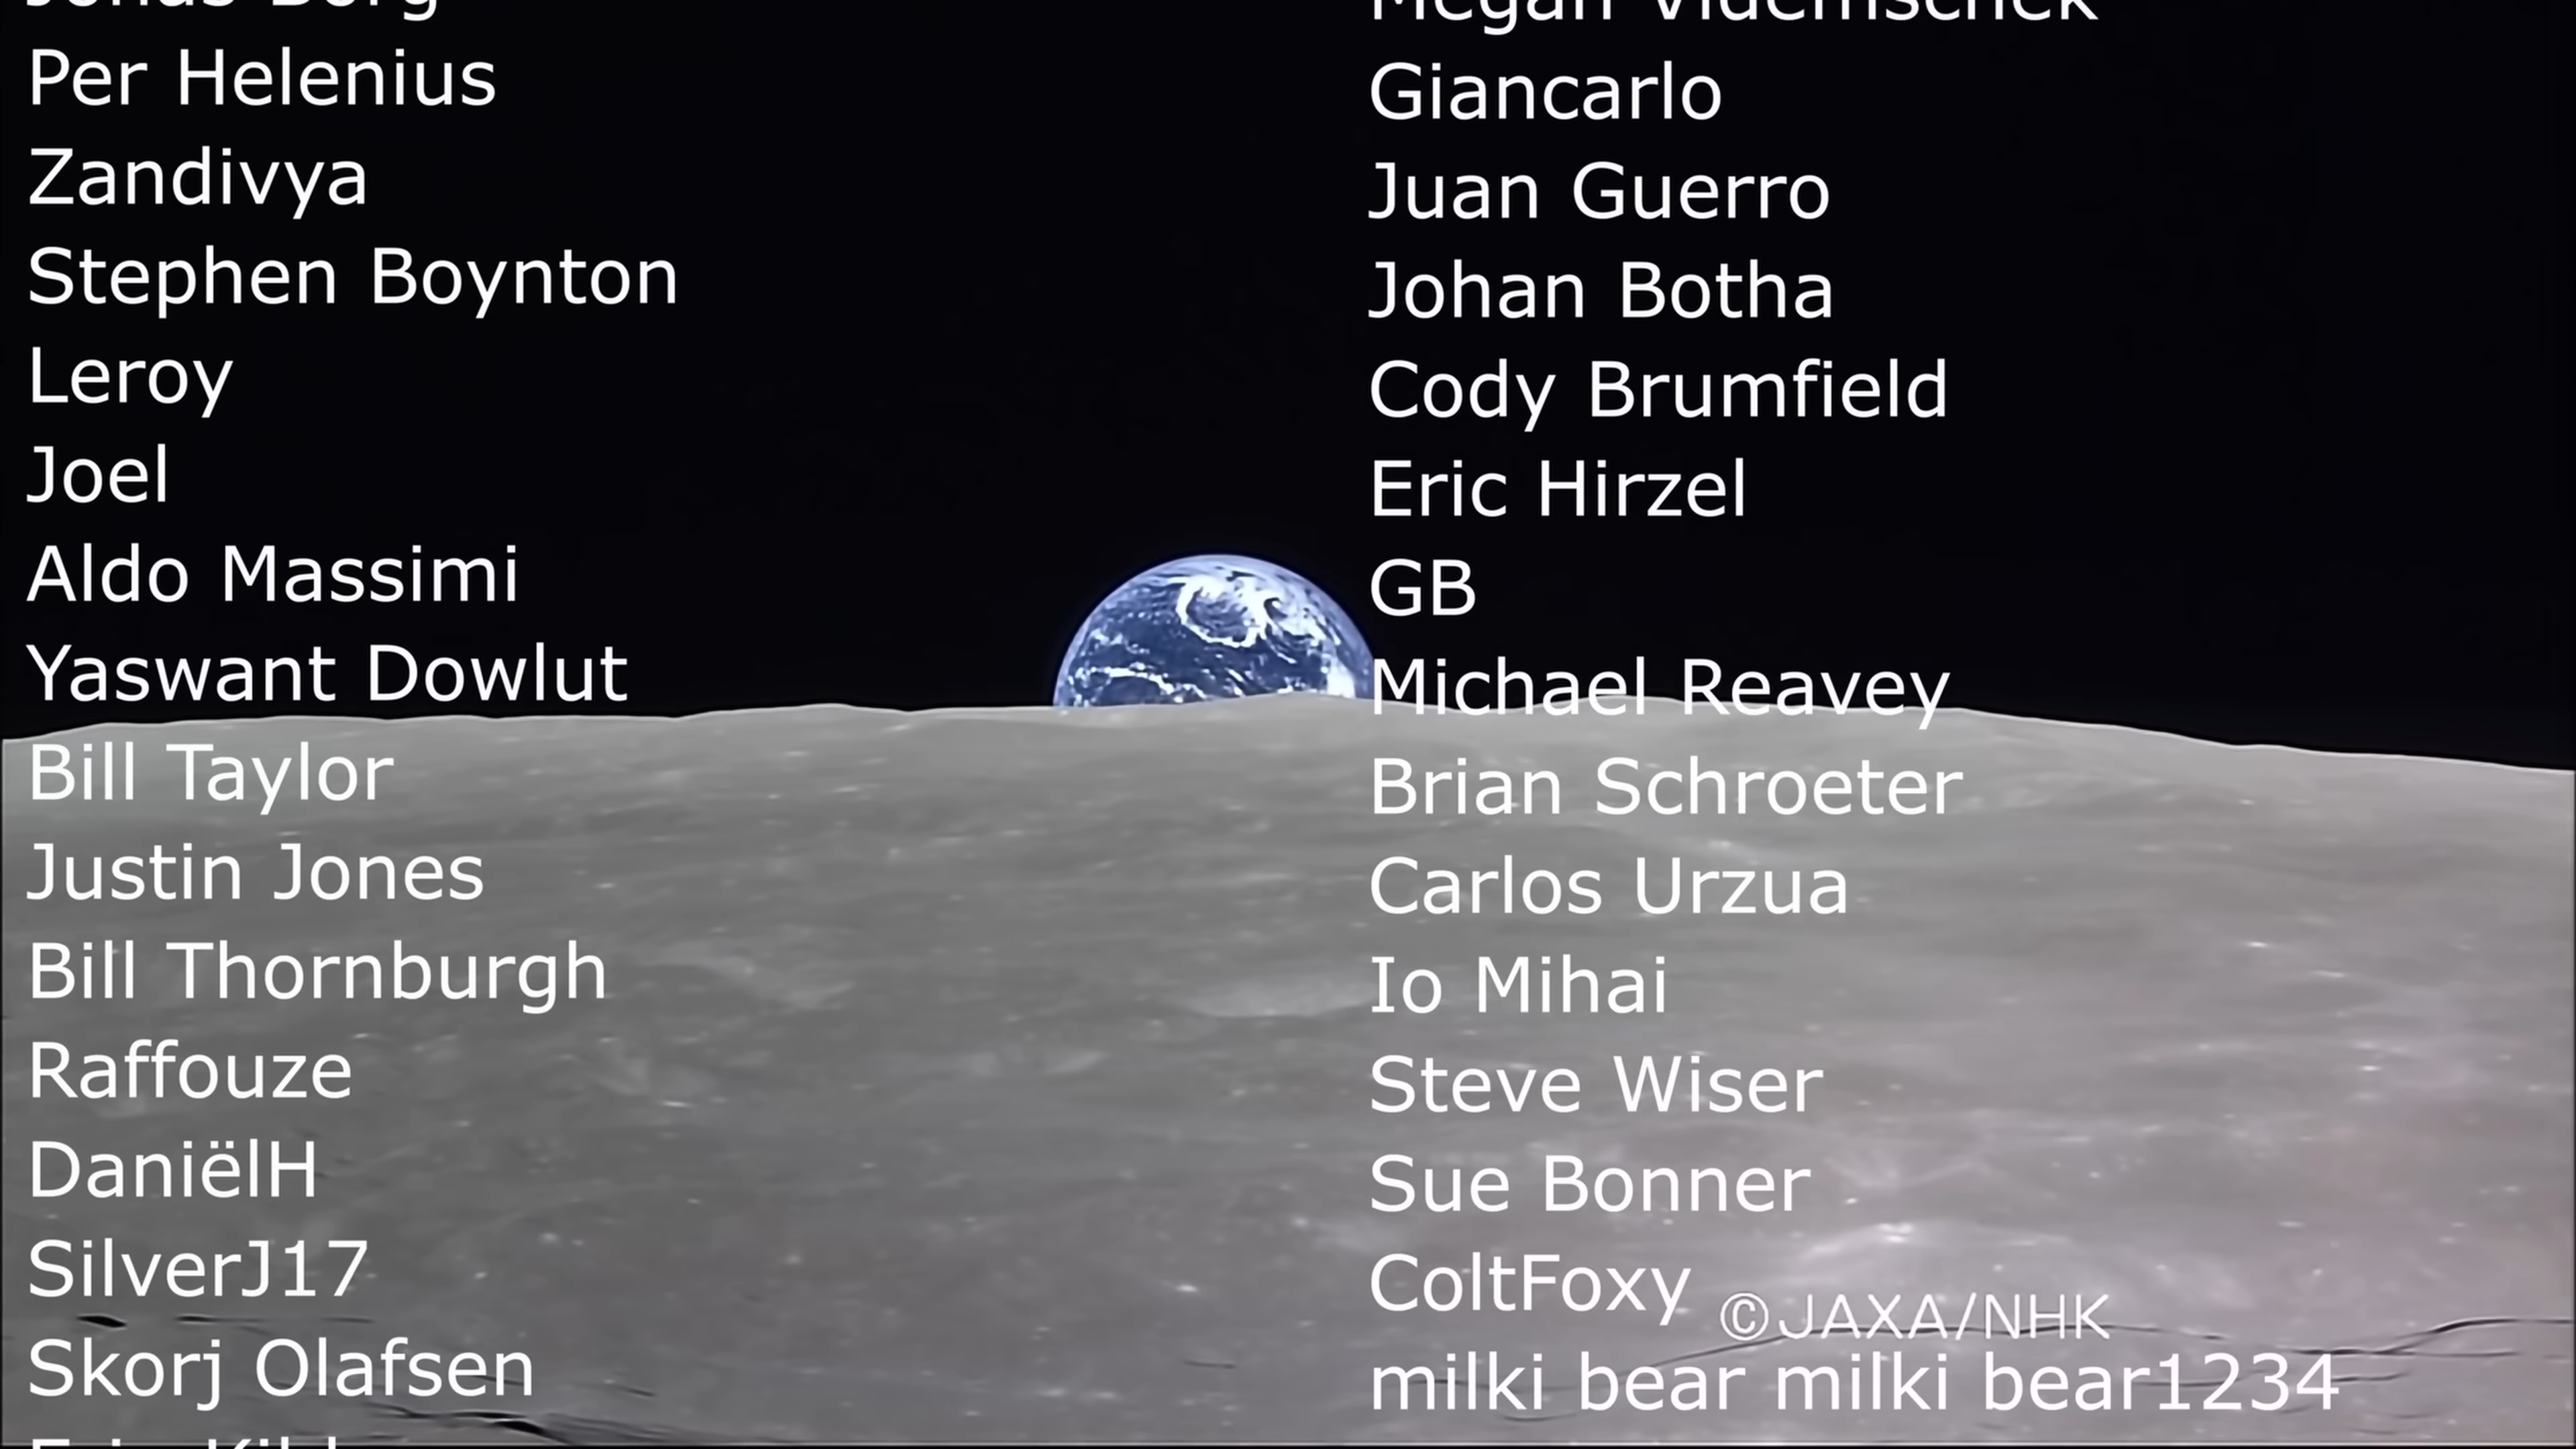 Per Helenius
Zandivya
Stephen Boynton
Leroy
Joel
Aldo Massimi
Yaswant Dowlut
Bill Taylor
Justin Jones
Bill Thornburgh
Raffouze
DaniëlH
SilverJ17
Skorj Olafsen
Megan Videmschek
Giancarlo
Juan Guerro
Johan Botha
Cody Brumfield
Eric Hirzel
GB
Michael Reavey
Brian Schroeter
Carlos Urzua
Io Mihai
Steve Wiser
Sue Bonner
ColtFoxy
©JAXA/NHK
milki bear milki bear1234